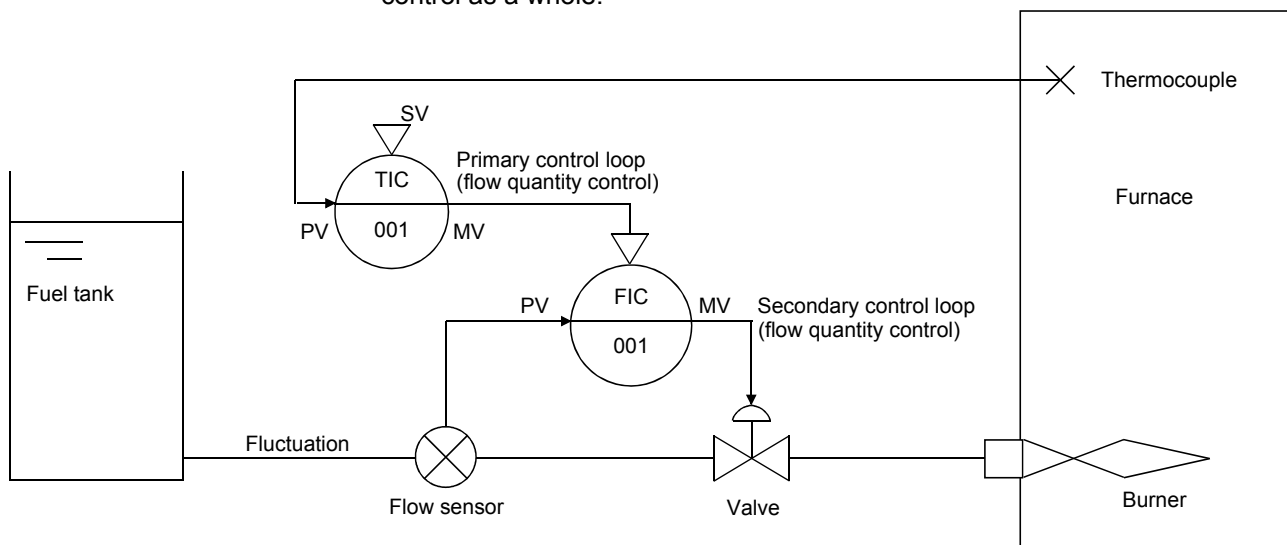 control as a whole.
Thermocouple
SV
Primary control loop
(flow quantity control)
TIC
001
PV
MV
Furnace
Fuel tank
FIC
001
PV
MV
Secondary control loop
(flow quantity control)
Fluctuation
Flow sensor
Valve
Burner